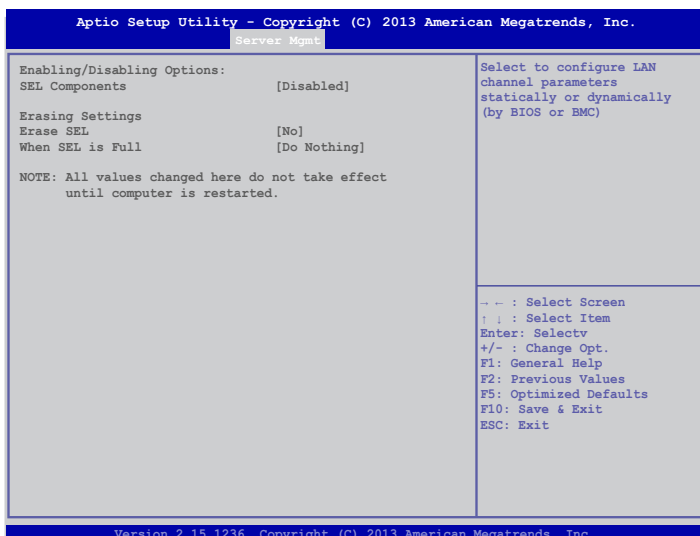 Aptio Setup Utility - Copyright (C) 2013 American Megatrends, Inc.
Server Mgmt
Enabling/Disabling Options:
SEL Components [Disabled]
Erasing Settings
Erase SEL [No]
When SEL is Full [Do Nothing]
NOTE: All values changed here do not take effect
until computer is restarted.
Select to configure LAN
channel parameters
statically or dynamically
(by BIOS or BMC)
→ ← : Select Screen
↑ ↓ : Select Item
Enter: Selectv
+/- : Change Opt.
F1: General Help
F2: Previous Values
F5: Optimized Defaults
F10: Save & Exit
ESC: Exit
Version 2.15.1236. Copyright (C) 2013 American Megatrends, Inc.